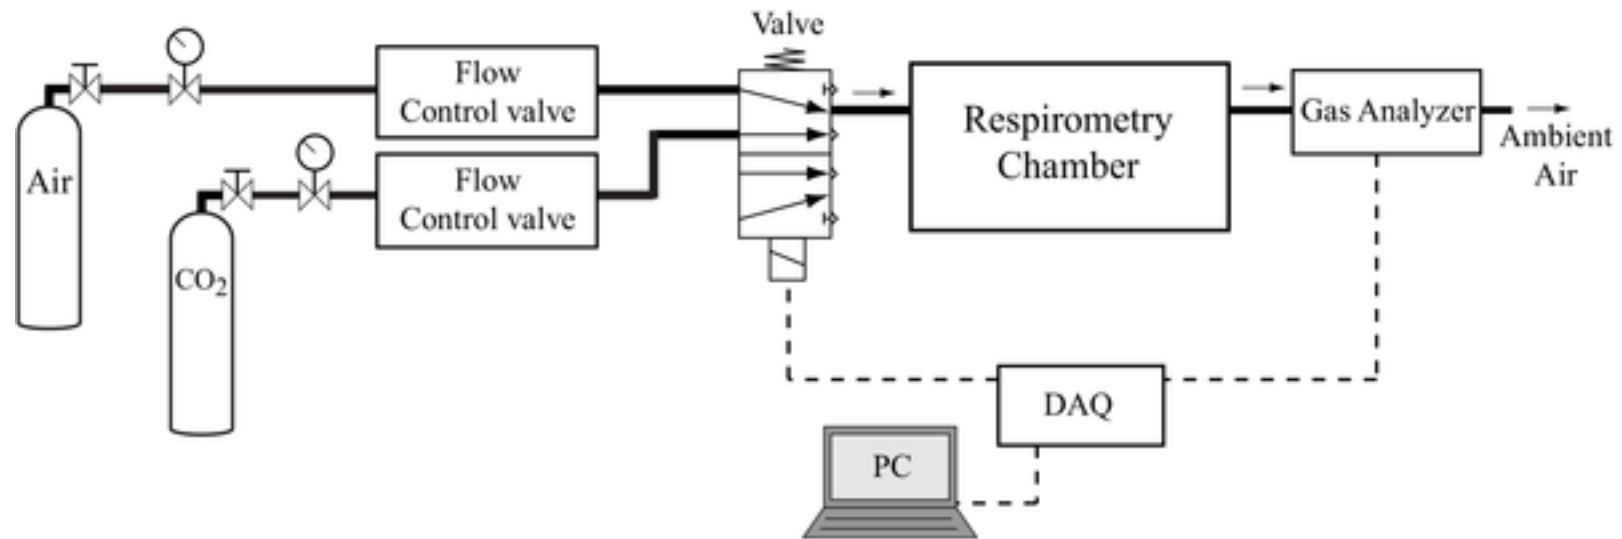 Valve
Flow
Control valve
Air
Flow
Control valve
CO₂
Respirometry
Chamber
Gas Analyzer
Ambient
Air
DAQ
PC